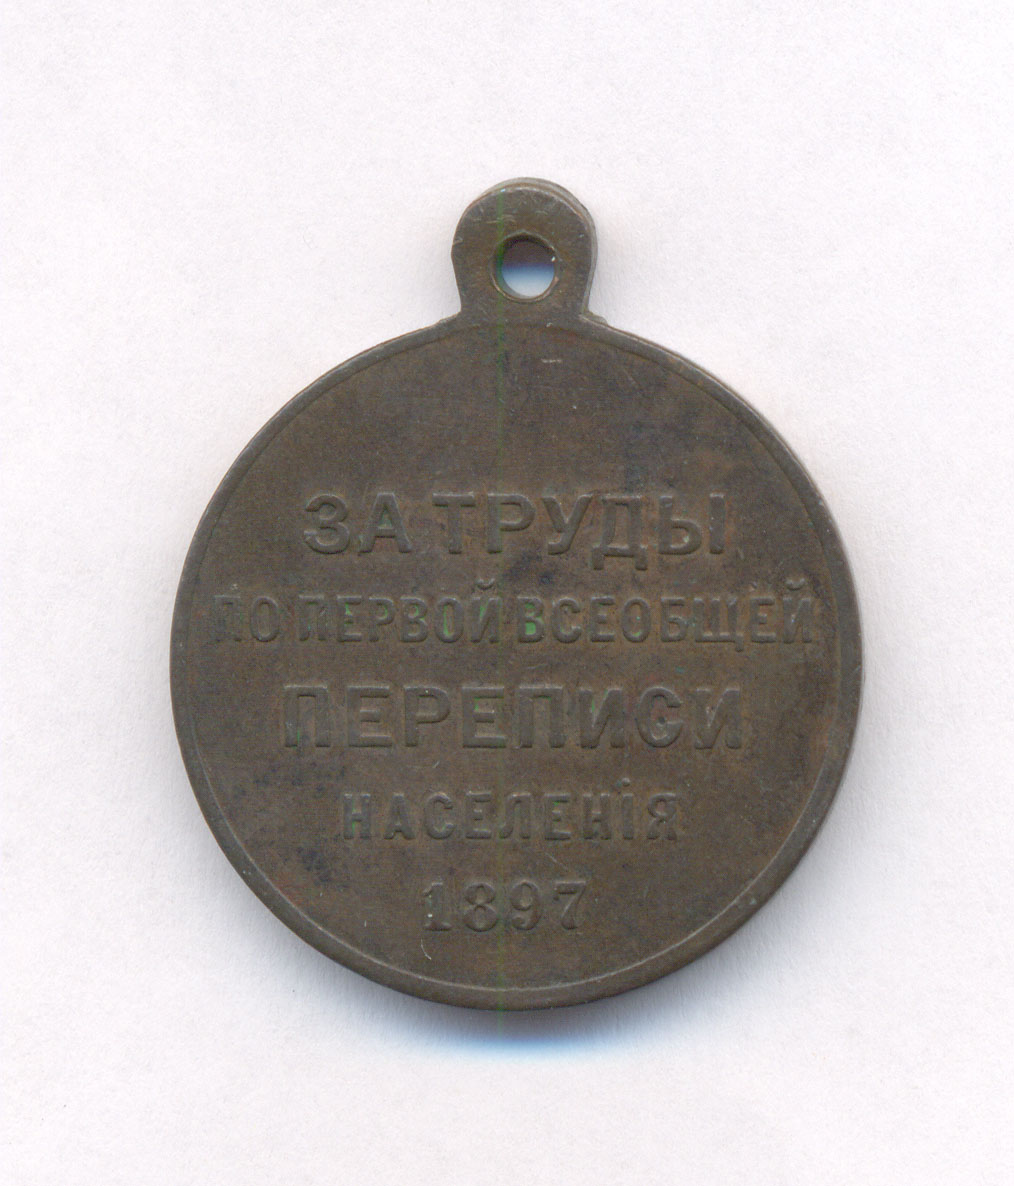 ЗА ТРУДЫ
ПО ПЕРВОЙ ВСЕОБЩЕЙ
ПЕРЕПИСИ
НАСЕЛЕНІЯ
1897